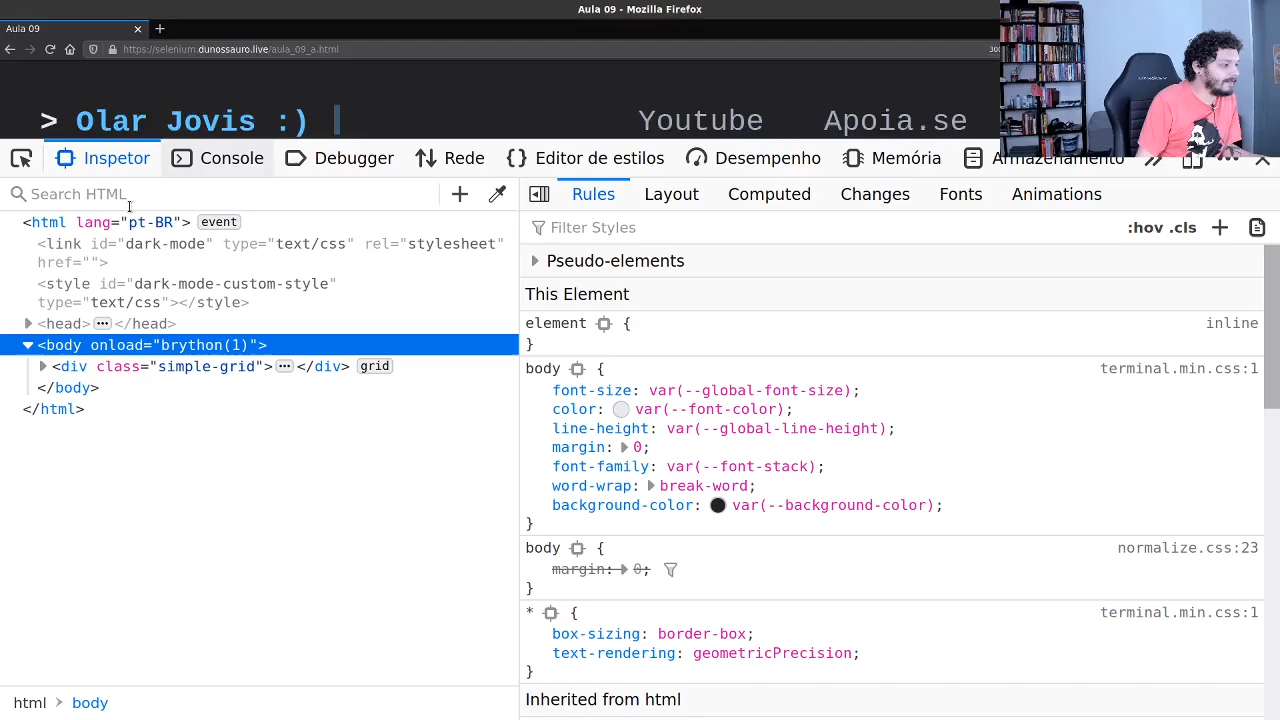 Aula 09 - Mozilla Firefox
Aula 09
https://selenium.dunossauro.live/aula_09_a.html
> Olar Jovis :) Youtube Apoia.se
Inspetor Console Debugger Rede Editor de estilos Desempenho Memória Armazenamento
Search HTML
Rules Layout Computed Changes Fonts Animations
<html lang="pt-BR"> event
<link id="dark-mode" type="text/css" rel="stylesheet"
href="">
<style id="dark-mode-custom-style"
type="text/css"></style>
<head> </head>
<body onload="brython(1)">
<div class="simple-grid"> </div> grid
</body>
</html>
html > body
Filter Styles :hov .cls
Pseudo-elements
This Element
element { inline
}
body { terminal.min.css:1
font-size: var(--global-font-size);
color: var(--font-color);
line-height: var(--global-line-height);
margin: 0;
font-family: var(--font-stack);
word-wrap: break-word;
background-color: var(--background-color);
}
body { normalize.css:23
margin: 0;
}
* { terminal.min.css:1
box-sizing: border-box;
text-rendering: geometricPrecision;
}
Inherited from html